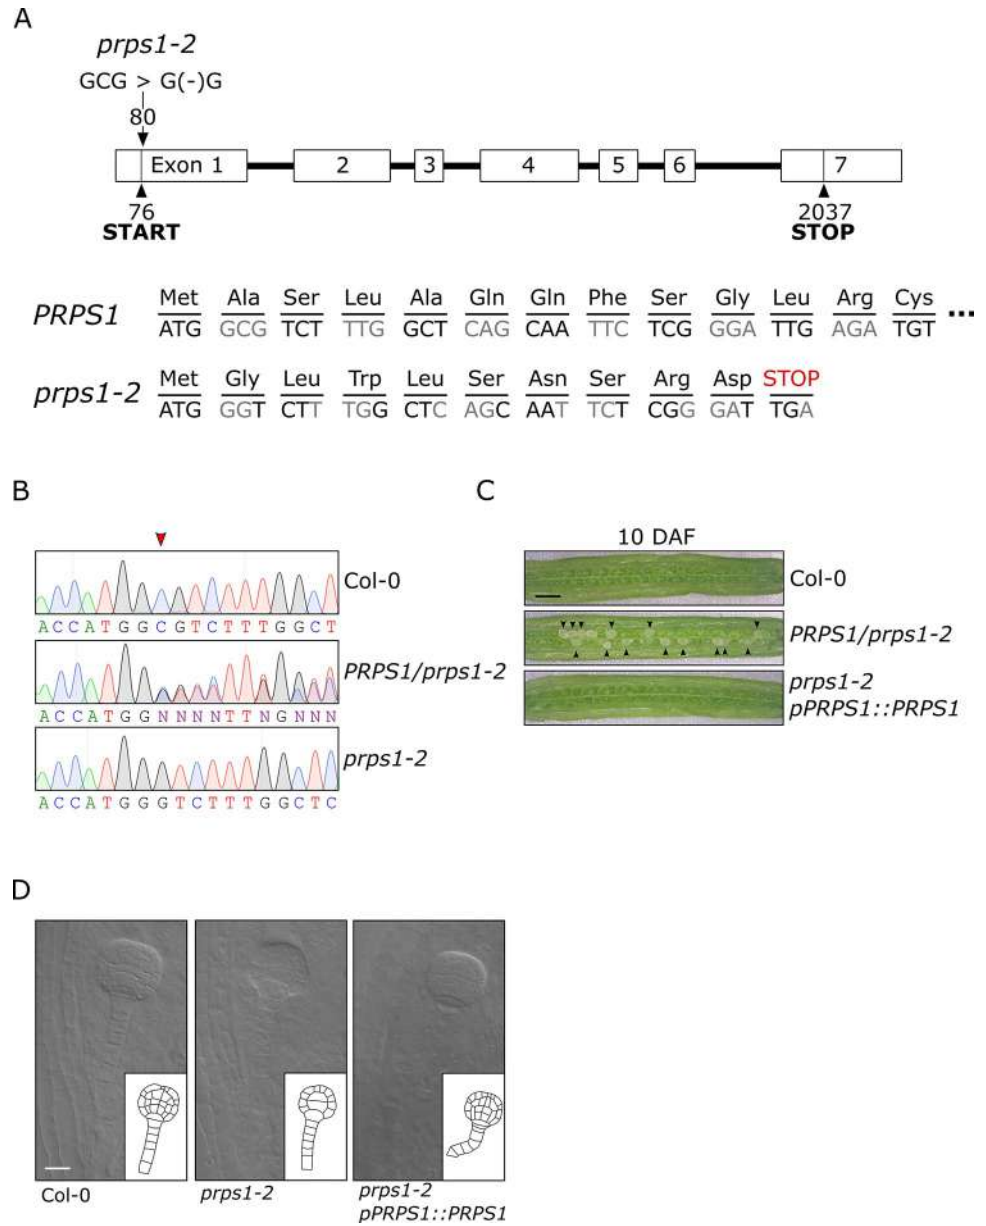 A
prps1-2
GCG > G(-)G
80
Exon 1 2 3 4 5 6 7
76 2037
START STOP
Met Ala Ser Leu Ala Gln Gln Phe Ser Gly Leu Arg Cys
PRPS1 ATG GCG TCT TTG GCT CAG CAA TTC TCG GGA TTG AGA TGT ...
Met Gly Leu Trp Leu Ser Asn Ser Arg Asp STOP
prps1-2 ATG GGT CTT TGG CTC AGC AAT TCT CGG GAT TGA
B
Col-0
ACCATGGCGTCTTTGGCT
PRPS1/prps1-2
ACCATGGNNNNTTNGNNN
prps1-2
ACCATGGGTCTTTGGCTC
C
10 DAF
Col-0
PRPS1/prps1-2
prps1-2
pPRPS1::PRPS1
D
Col-0 prps1-2 prps1-2
pPRPS1::PRPS1